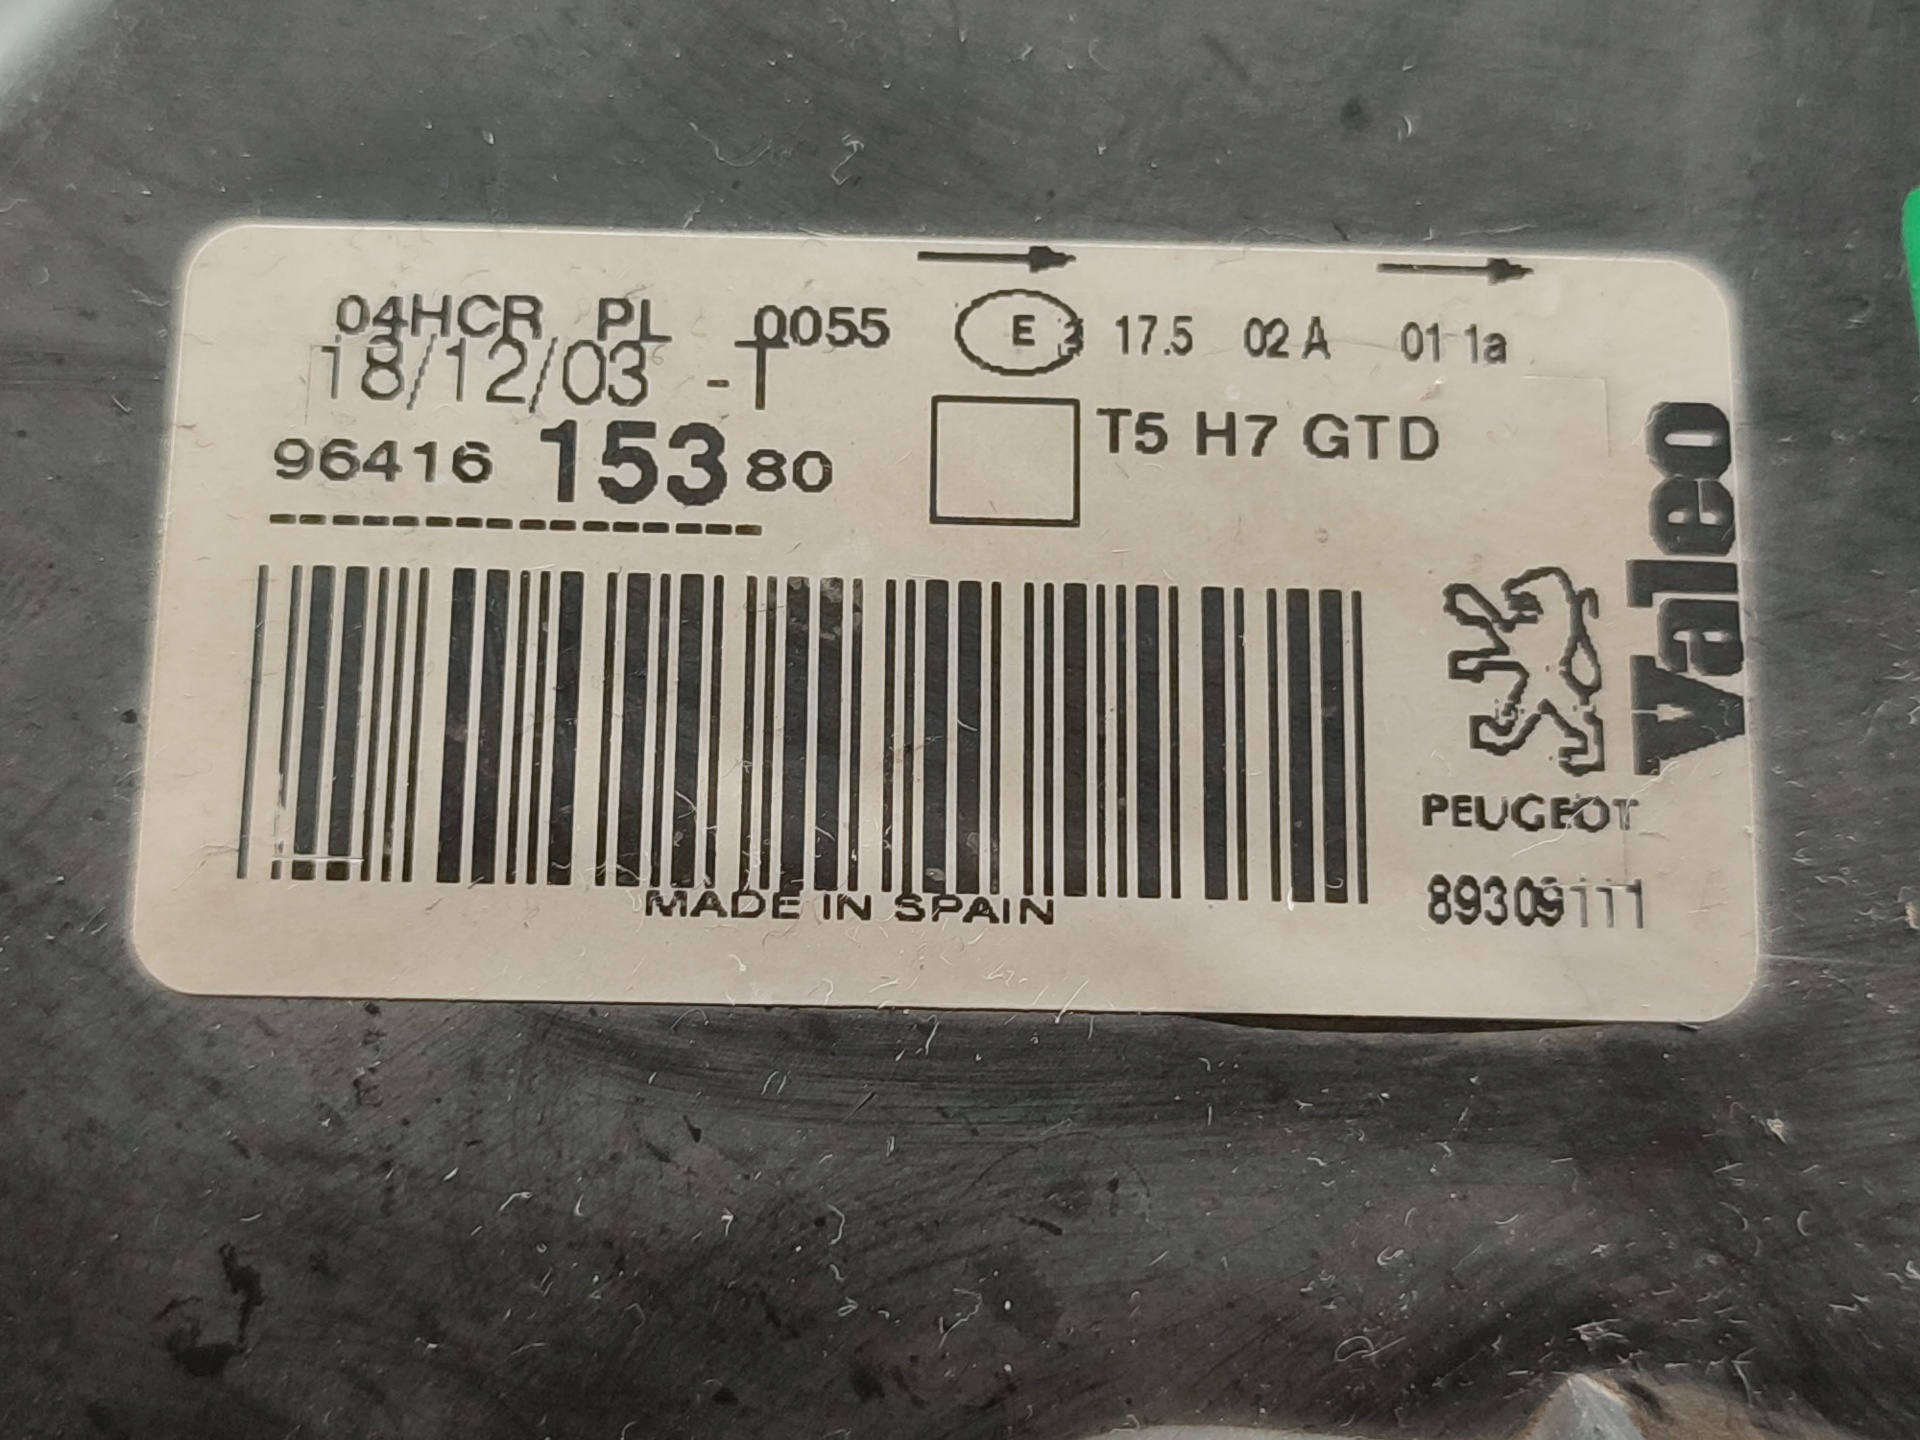 04HCR PL 0055
18/12/03 -T
E 3 17.5 02 A 01 1a
96416 153 80
T5 H7 GTD
Valeo
PEUGEOT
89309111
MADE IN SPAIN